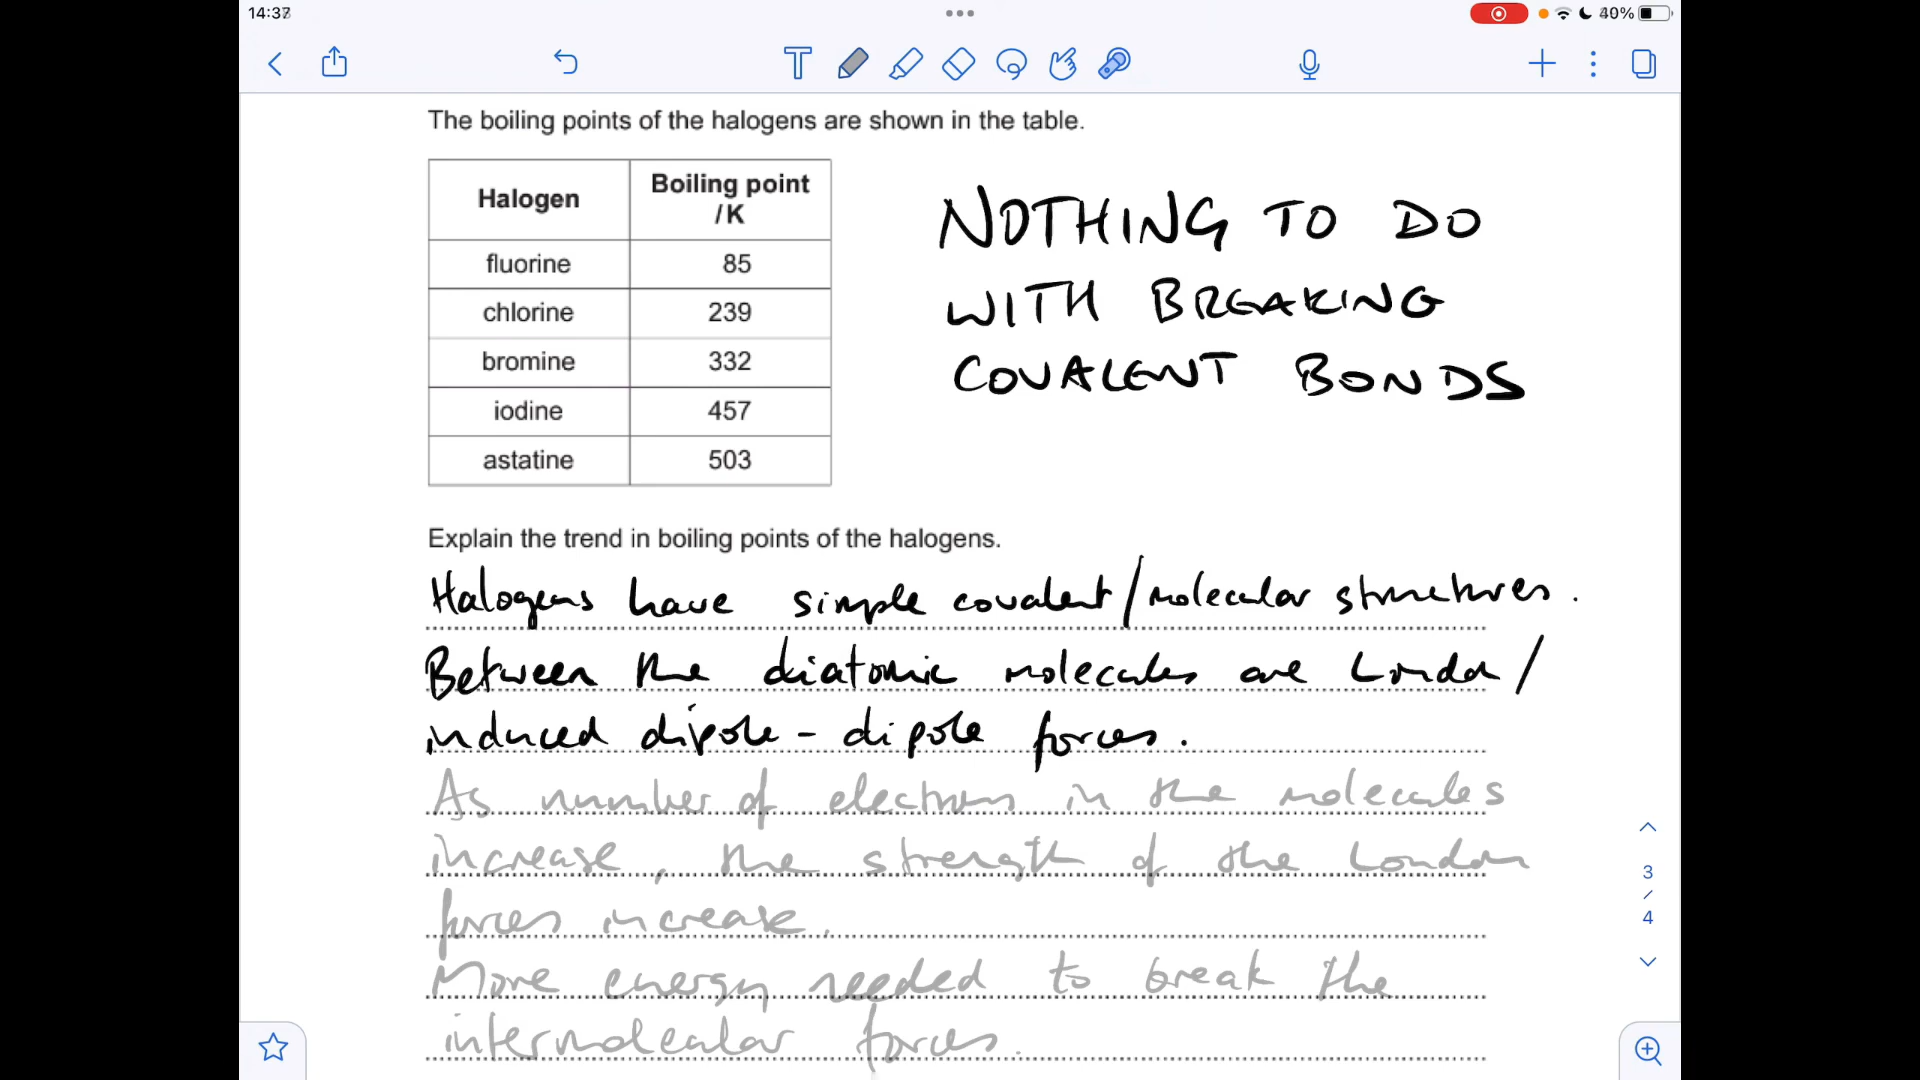 14:38
40%
The boiling points of the halogens are shown in the table.
Halogen Boiling point /K
fluorine 85
chlorine 239
bromine 332
iodine 457
astatine 503
NOTHING TO DO
WITH BREAKING
COVALENT BONDS
Explain the trend in boiling points of the halogens.
Halogens have simple covalent/molecular structures.
Between the diatomic molecules are London/
induced dipole - dipole forces.
As number of electrons in the molecules
increase, the strength of the London
forces increase.
More energy needed to break the
intermolecular forces.
3
/
4